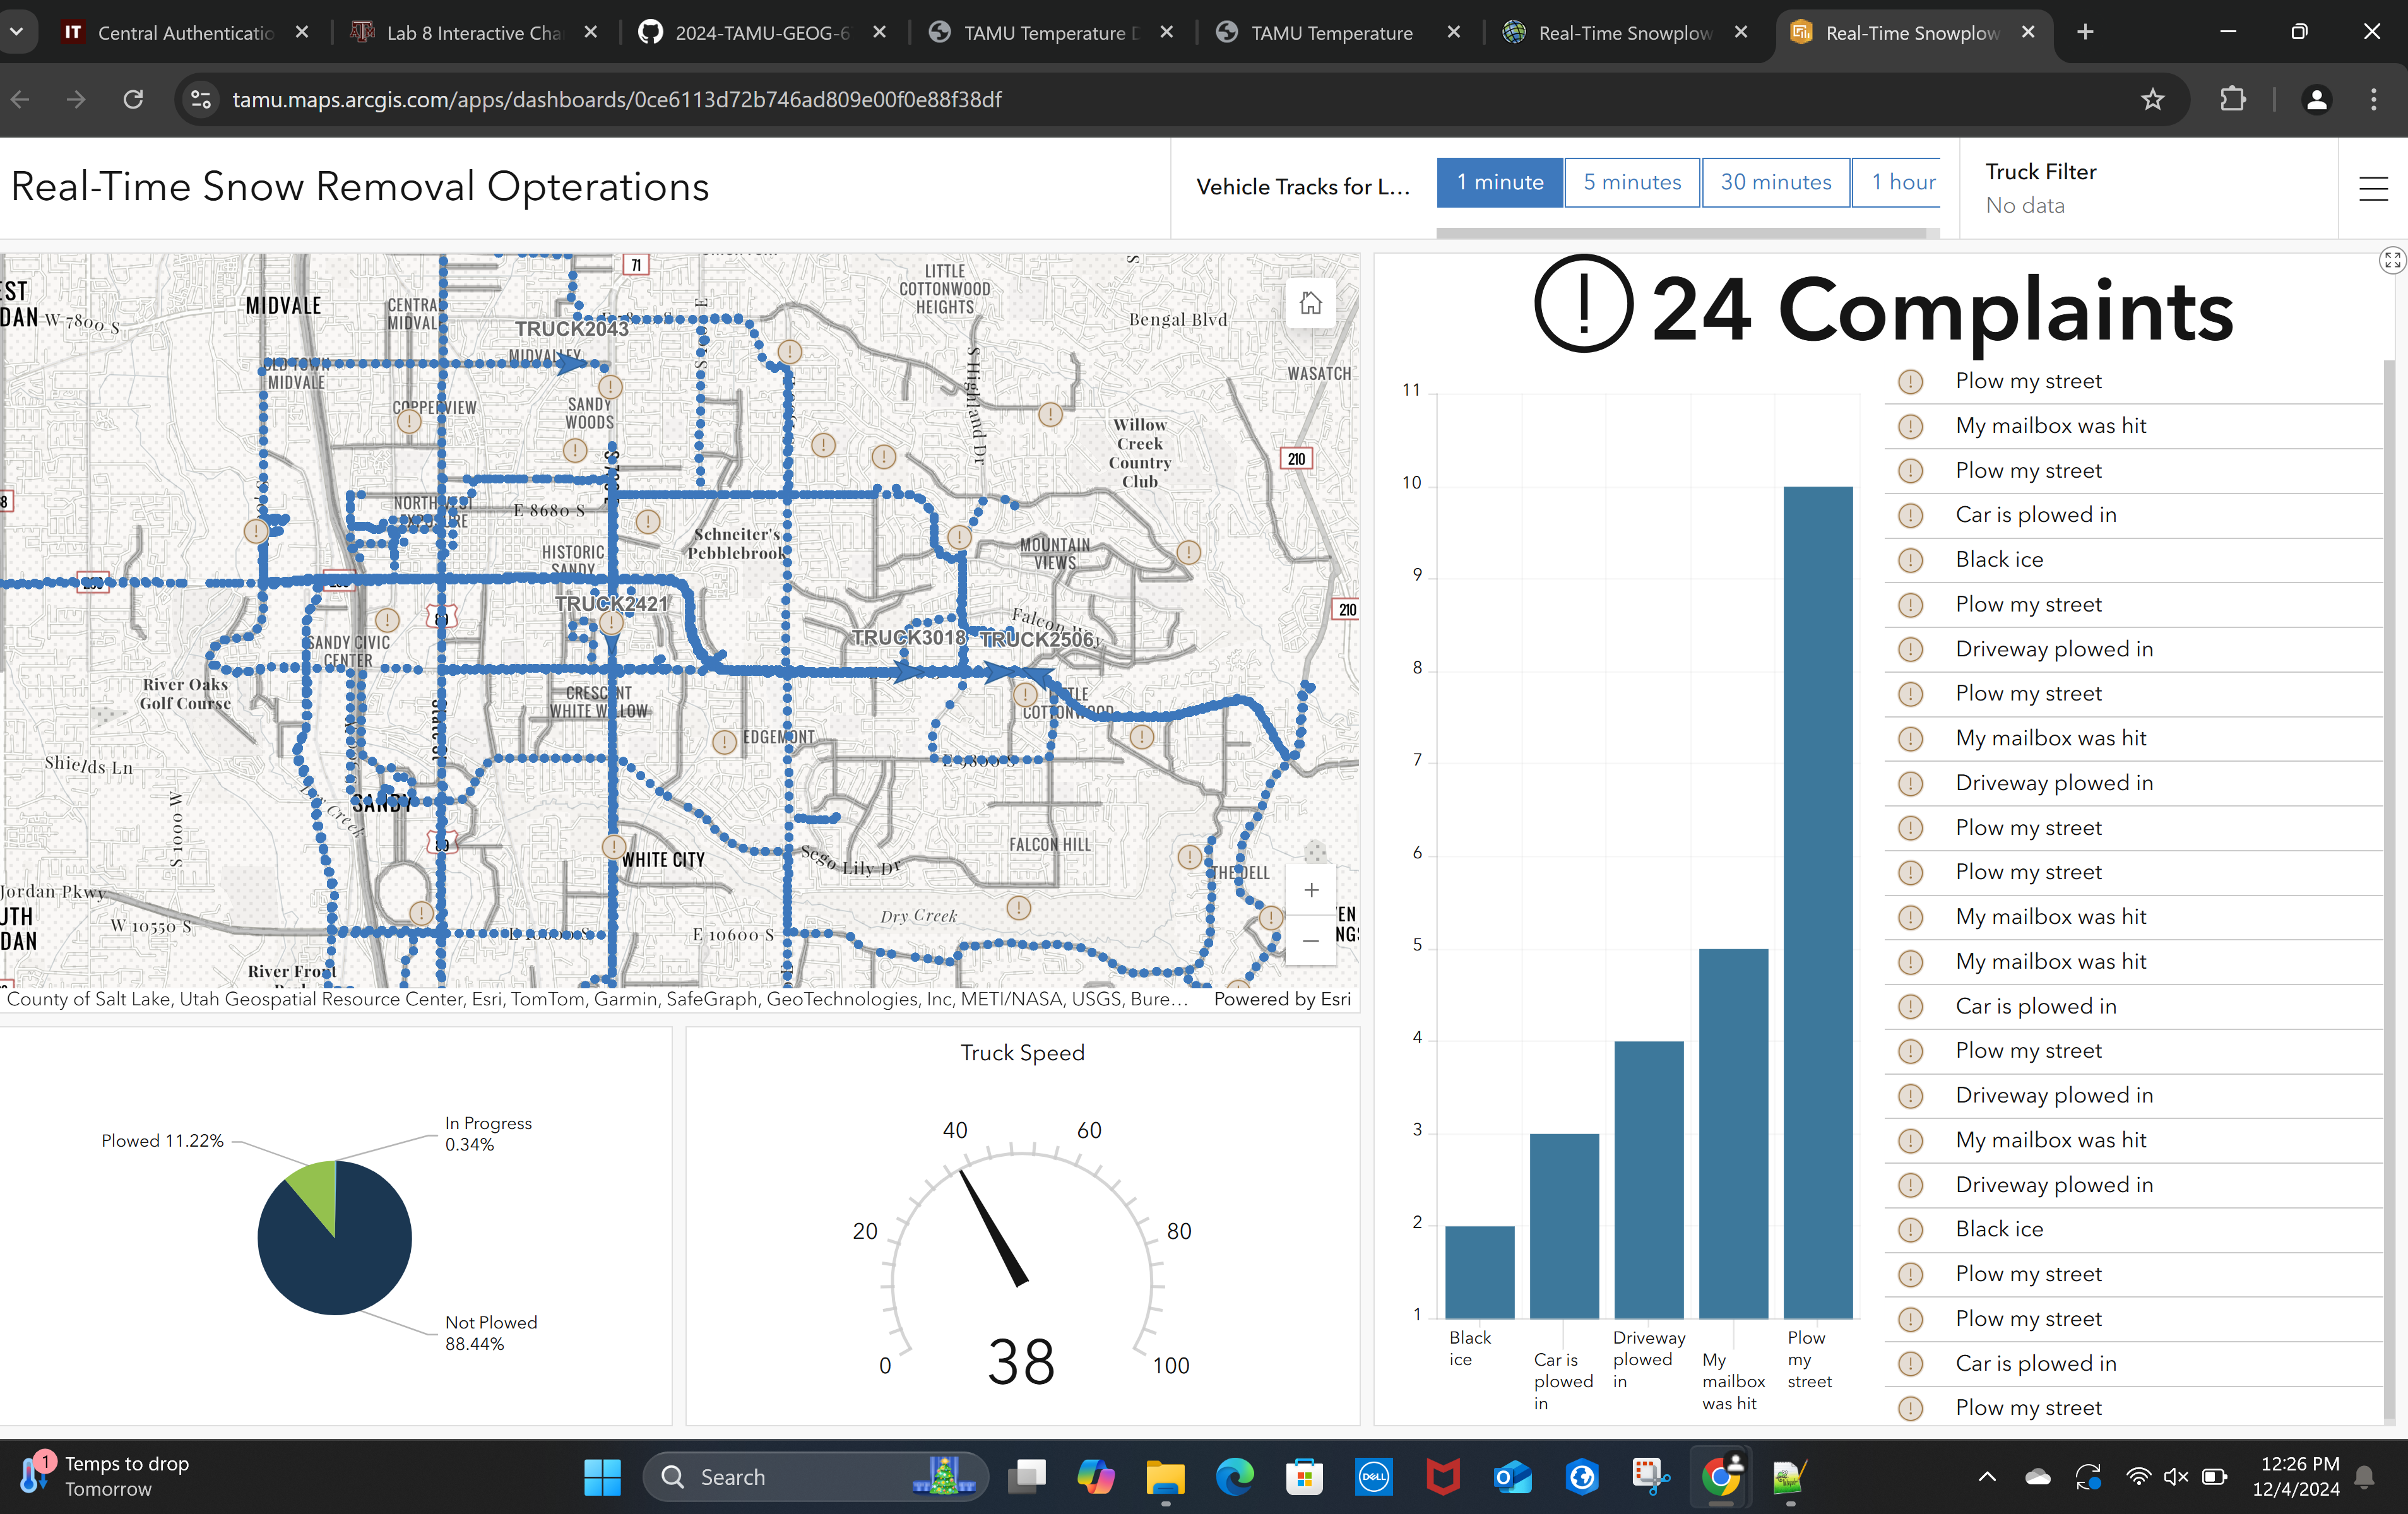 Central Authenticatio
Lab 8 Interactive Cha
2024-TAMU-GEOG-6
TAMU Temperature D
TAMU Temperature
Real-Time Snowplow
Real-Time Snowplow
tamu.maps.arcgis.com/apps/dashboards/0ce6113d72b746ad809e00f0e88f38df
Real-Time Snow Removal Opterations
Vehicle Tracks for L...
1 minute
5 minutes
30 minutes
1 hour
Truck Filter
No data
71
LITTLE
COTTONWOOD
HEIGHTS
Bengal Blvd
MIDVALE
CENTRAL
MIDVAL
W 7800 S
TRUCK2043
MIDVALLEY
OLD TOWN
MIDVALE
WASATCH
COPPERVIEW
SANDY
WOODS
S Highland Dr
Willow
Creek
Country
Club
210
E 8680 S
Schneiter's
Pebblebrook
HISTORIC
SANDY
MOUNTAIN
VIEWS
TRUCK2421
210
Falcon Way
TRUCK3018
TRUCK2506
SANDY CIVIC
CENTER
River Oaks
Golf Course
CRESCENT
WHITE WILLOW
COTTONWOOD
EDGEMONT
Shields Ln
E 9800 S
Dry Creek
SANDY
S 1000 W
WHITE CITY
Sego Lily Dr
FALCON HILL
THE DELL
Jordan Pkwy
UTH
DAN
W 10550 S
Dry Creek
E 10600 S
E 10600 S
River Front
County of Salt Lake, Utah Geospatial Resource Center, Esri, TomTom, Garmin, SafeGraph, GeoTechnologies, Inc, METI/NASA, USGS, Bure...
Powered by Esri
Plowed 11.22%
In Progress
0.34%
Not Plowed
88.44%
Truck Speed
0
20
40
60
80
100
38
24 Complaints
11
10
9
8
7
6
5
4
3
2
1
Black
ice
Car is
plowed
in
Driveway
plowed
in
My
mailbox
was hit
Plow
my
street
Plow my street
My mailbox was hit
Plow my street
Car is plowed in
Black ice
Plow my street
Driveway plowed in
Plow my street
My mailbox was hit
Driveway plowed in
Plow my street
Plow my street
My mailbox was hit
My mailbox was hit
Car is plowed in
Plow my street
Driveway plowed in
My mailbox was hit
Driveway plowed in
Black ice
Plow my street
Plow my street
Car is plowed in
Plow my street
1
Temps to drop
Tomorrow
Search
DELL
12:26 PM
12/4/2024